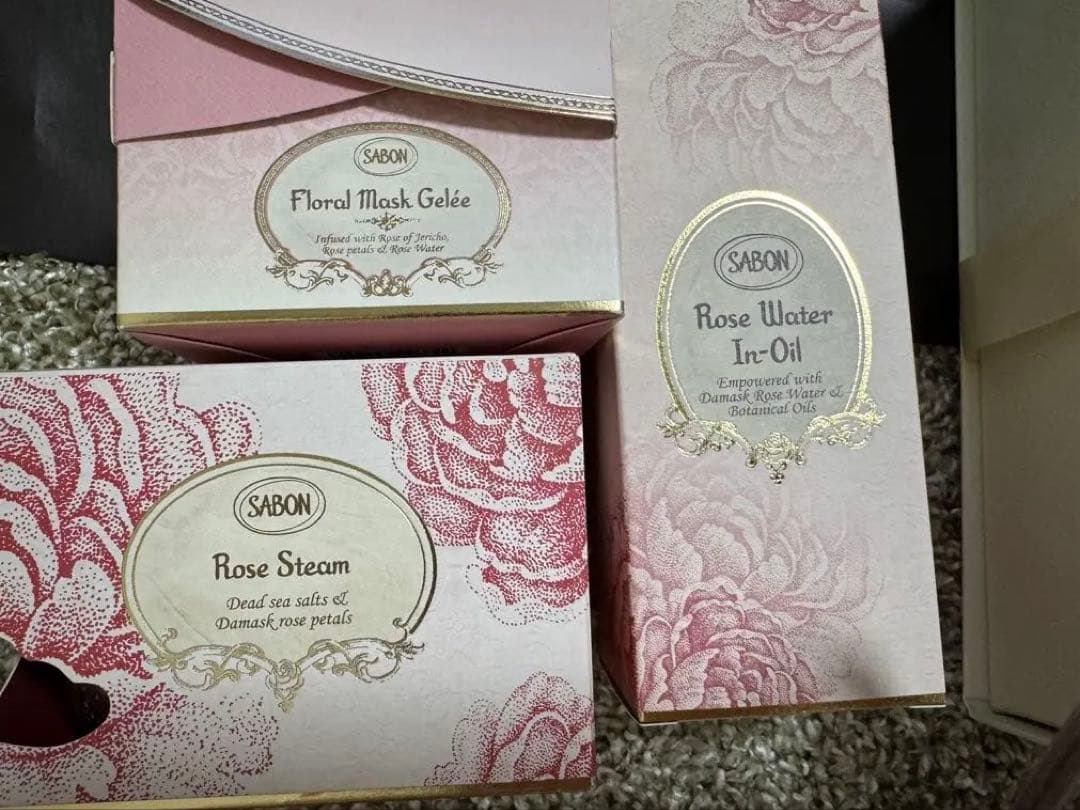 SABON
Floral Mask Gelée
Infused with Rose of Jericho,
Rose petals & Rose Water
SABON
Rose Water
In-Oil
Empowered with
Damask Rose Water &
Botanical Oils
SABON
Rose Steam
Dead sea salts &
Damask rose petals